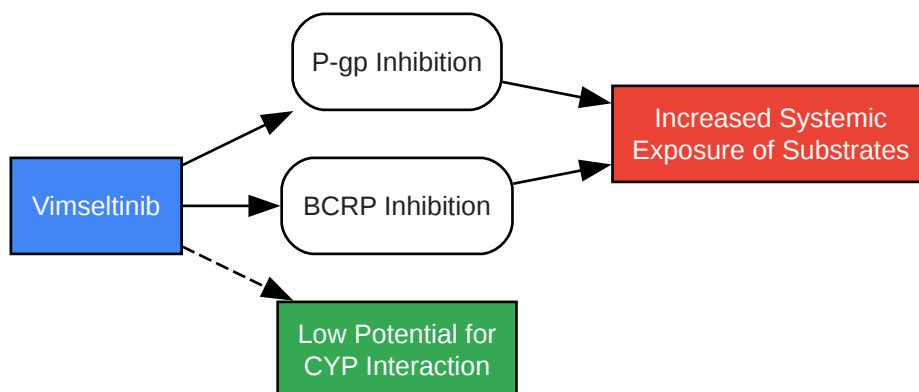 P-gp Inhibition
Increased Systemic
Exposure of Substrates
Vimseltinib
BCRP Inhibition
Low Potential for
CYP Interaction